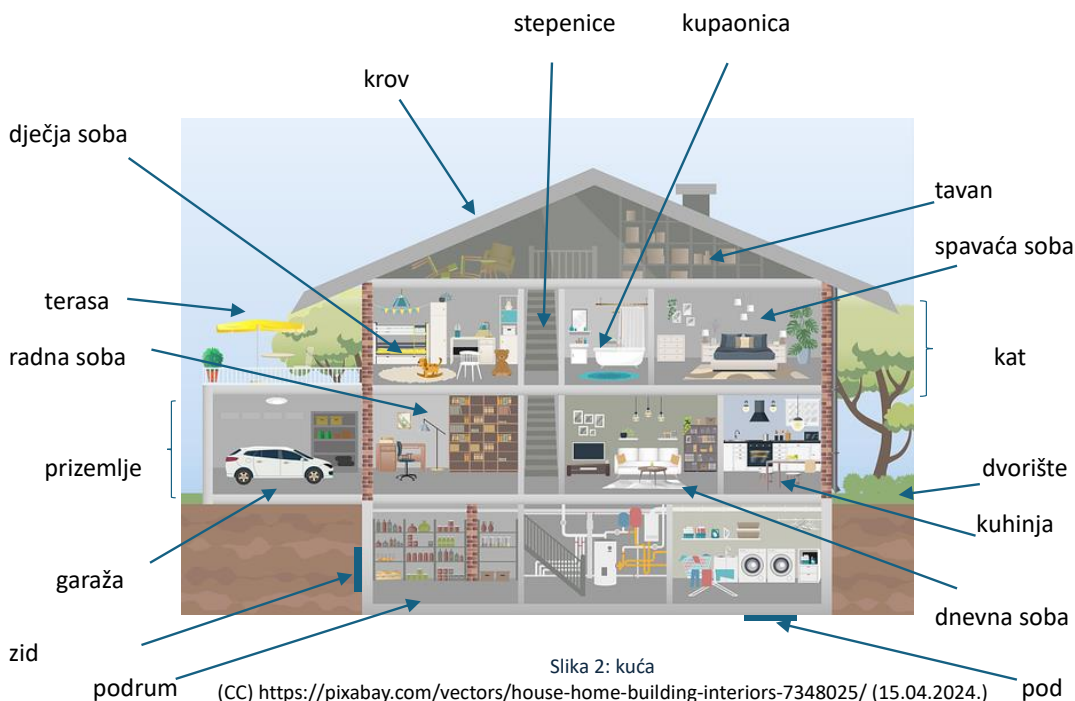 stepenice
kupaonica
krov
dječja soba
tavan
spavaća soba
terasa
radna soba
kat
prizemlje
dvorište
kuhinja
garaža
dnevna soba
zid
Slika 2: kuća
podrum
(CC) https://pixabay.com/vectors/house-home-building-interiors-7348025/ (15.04.2024.)
pod